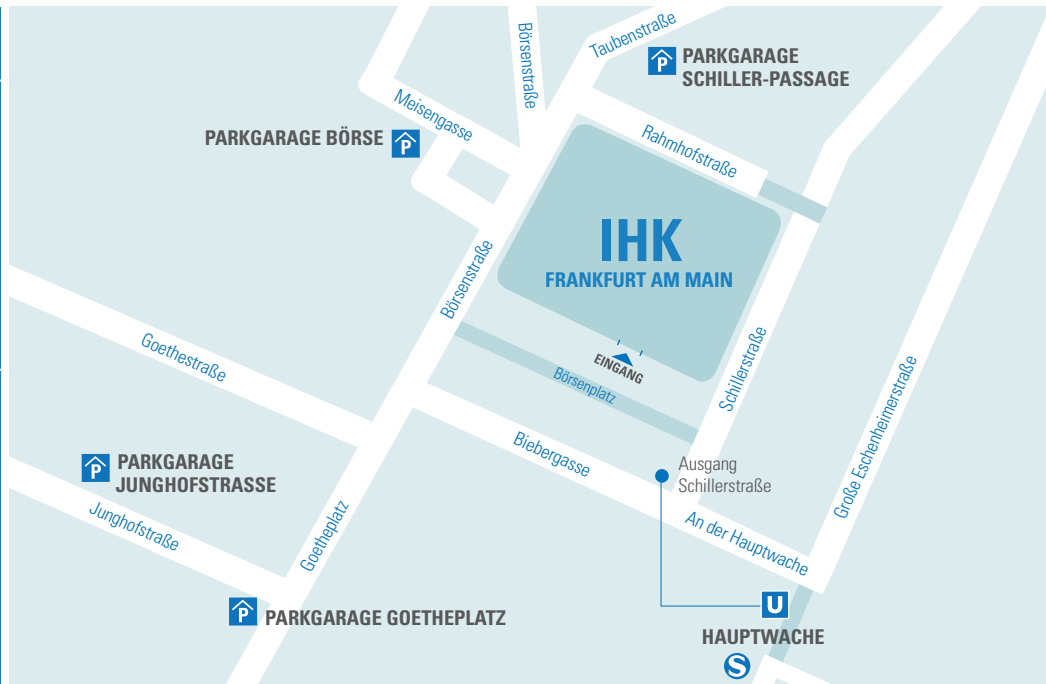 Taubenstraße
Börsenstraße
P
PARKGARAGE
SCHILLER-PASSAGE
Meisengasse
PARKGARAGE BÖRSE
P
Rahmhofstraße
IHK
FRANKFURT AM MAIN
Börsenstraße
Goethestraße
EINGANG
Börsenplatz
Schillerstraße
Große Eschenheimerstraße
Biebergasse
P
PARKGARAGE
JUNGHOFSTRASSE
Ausgang
Schillerstraße
Junghofstraße
Goetheplatz
An der Hauptwache
P
PARKGARAGE GOETHEPLATZ
U
HAUPTWACHE
S